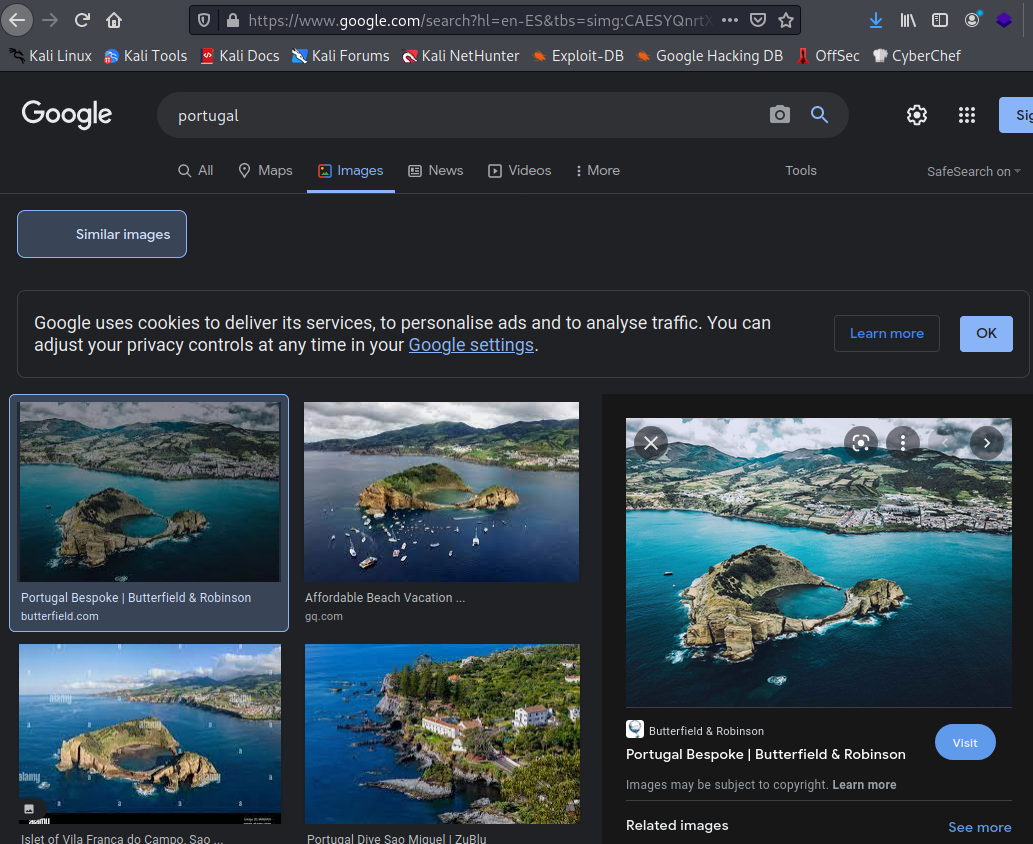 https://www.google.com/search?hl=en-ES&tbs=simg:CAESYQnrt
Kali Linux Kali Tools Kali Docs Kali Forums Kali NetHunter Exploit-DB Google Hacking DB OffSec CyberChef
Google
portugal
Sig
All Maps Images News Videos More Tools SafeSearch on
Similar images
Google uses cookies to deliver its services, to personalise ads and to analyse traffic. You can
adjust your privacy controls at any time in your Google settings.
Learn more
OK
Portugal Bespoke | Butterfield & Robinson
butterfield.com
Affordable Beach Vacation ...
gq.com
alamy
alamy
alamy
alamy
Islet of Vila Franca do Campo, Sao ...
Portugal Dive Sao Miguel | ZuBlu
Butterfield & Robinson
Portugal Bespoke | Butterfield & Robinson
Visit
Images may be subject to copyright. Learn more
Related images
See more